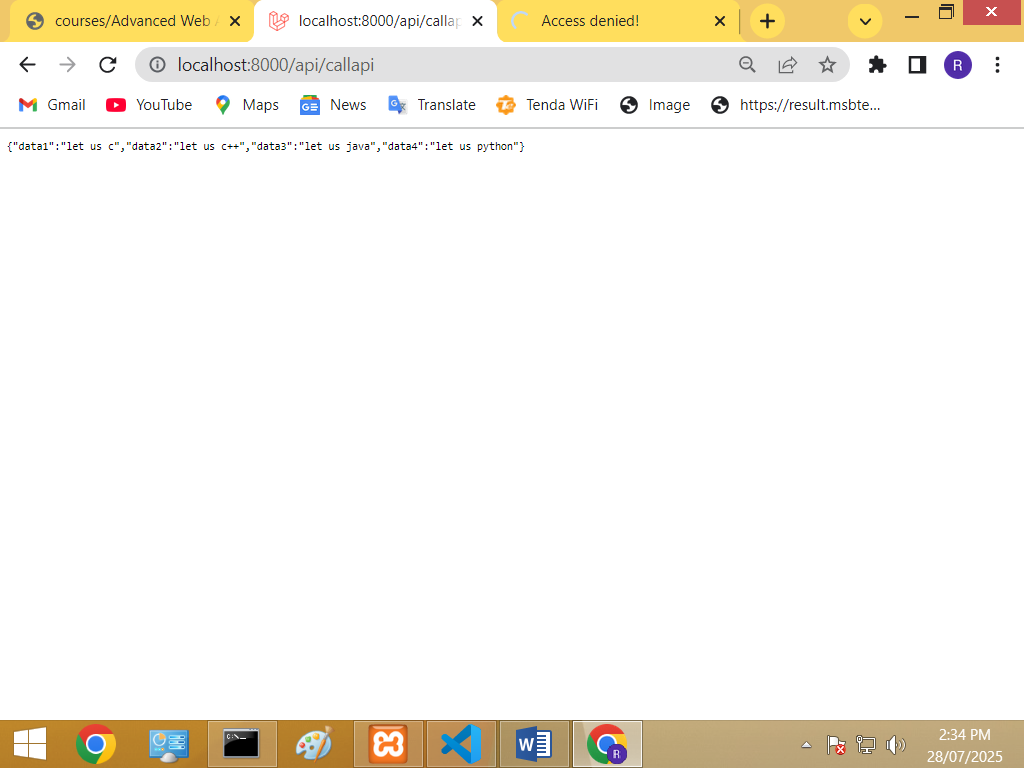 courses/Advanced Web
localhost:8000/api/callap
Access denied!
localhost:8000/api/callapi
R
Gmail
YouTube
Maps
News
Translate
Tenda WiFi
Image
https://result.msbte...
{"data1":"let us c","data2":"let us c++","data3":"let us java","data4":"let us python"}
2:34 PM
28/07/2025